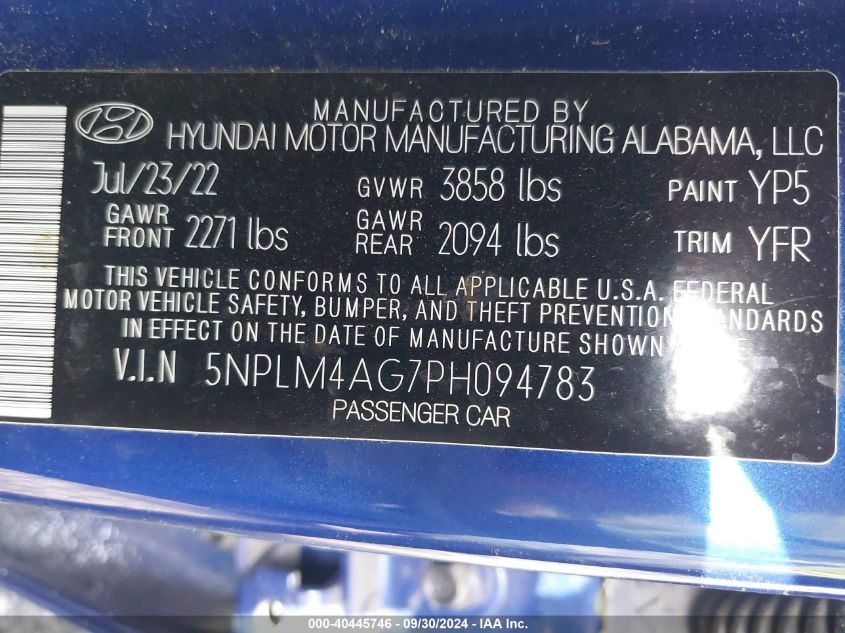 MANUFACTURED BY
HYUNDAI MOTOR MANUFACTURING ALABAMA, LLC
Jul/23/22 GVWR 3858 lbs PAINT YP5
GAWR FRONT 2271 lbs GAWR REAR 2094 lbs TRIM YFR
THIS VEHICLE CONFORMS TO ALL APPLICABLE U.S.A. FEDERAL
MOTOR VEHICLE SAFETY, BUMPER, AND THEFT PREVENTION STANDARDS
IN EFFECT ON THE DATE OF MANUFACTURE SHOWN
V.I.N 5NPLM4AG7PH094783
PASSENGER CAR
000-40445746 - 09/30/2024 - IAA Inc.